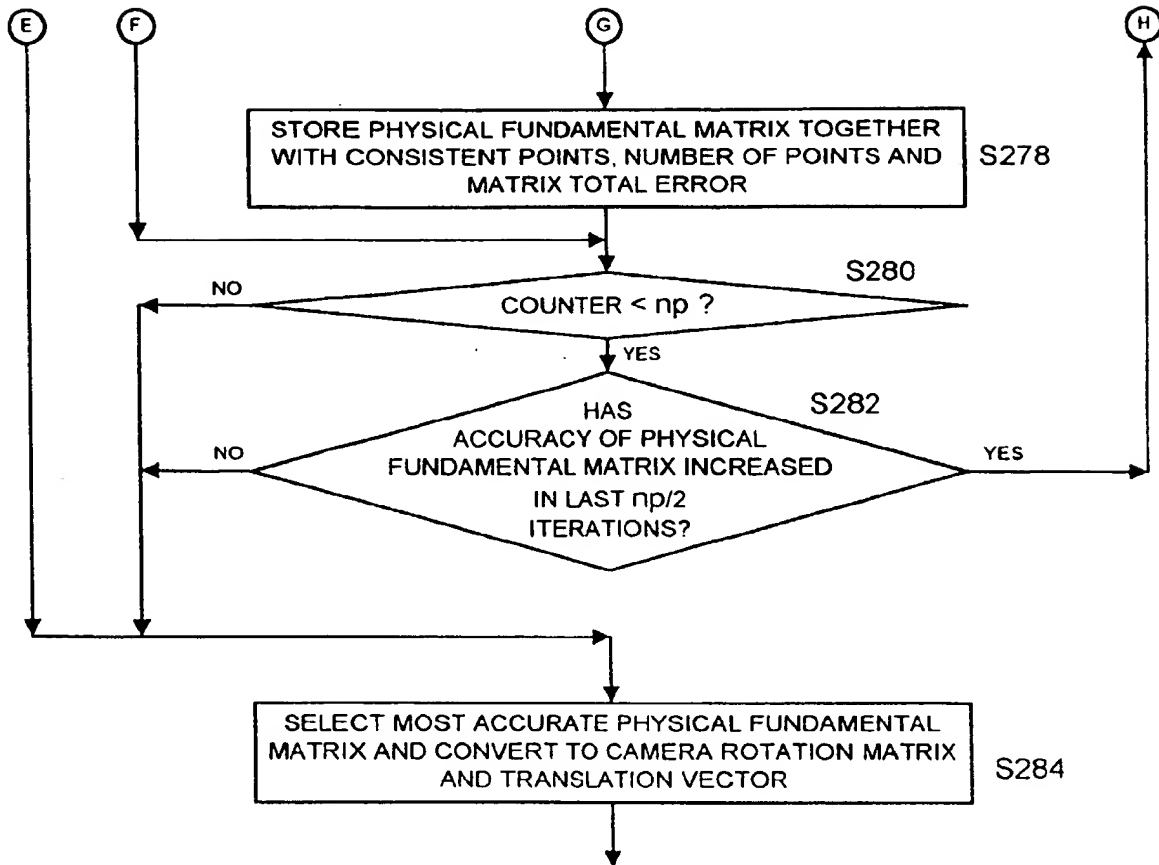 E
F
G
H
STORE PHYSICAL FUNDAMENTAL MATRIX TOGETHER
WITH CONSISTENT POINTS, NUMBER OF POINTS AND
MATRIX TOTAL ERROR
S278
S280
NO
COUNTER < np ?
YES
S282
HAS
ACCURACY OF PHYSICAL
FUNDAMENTAL MATRIX INCREASED
IN LAST np/2
ITERATIONS?
NO
YES
SELECT MOST ACCURATE PHYSICAL FUNDAMENTAL
MATRIX AND CONVERT TO CAMERA ROTATION MATRIX
AND TRANSLATION VECTOR
S284